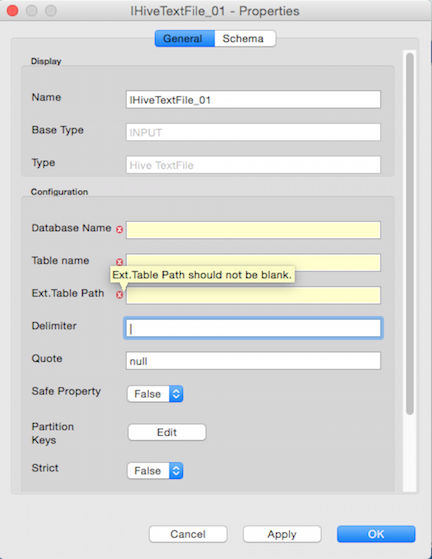 IHiveTextFile_01 - Properties
General Schema
Display
Name IHiveTextFile_01
Base Type INPUT
Type Hive TextFile
Configuration
Database Name
Table name
Ext.Table Path should not be blank.
Ext.Table Path
Delimiter |
Quote null
Safe Property False
Partition
Keys
Edit
Strict False
Cancel Apply OK